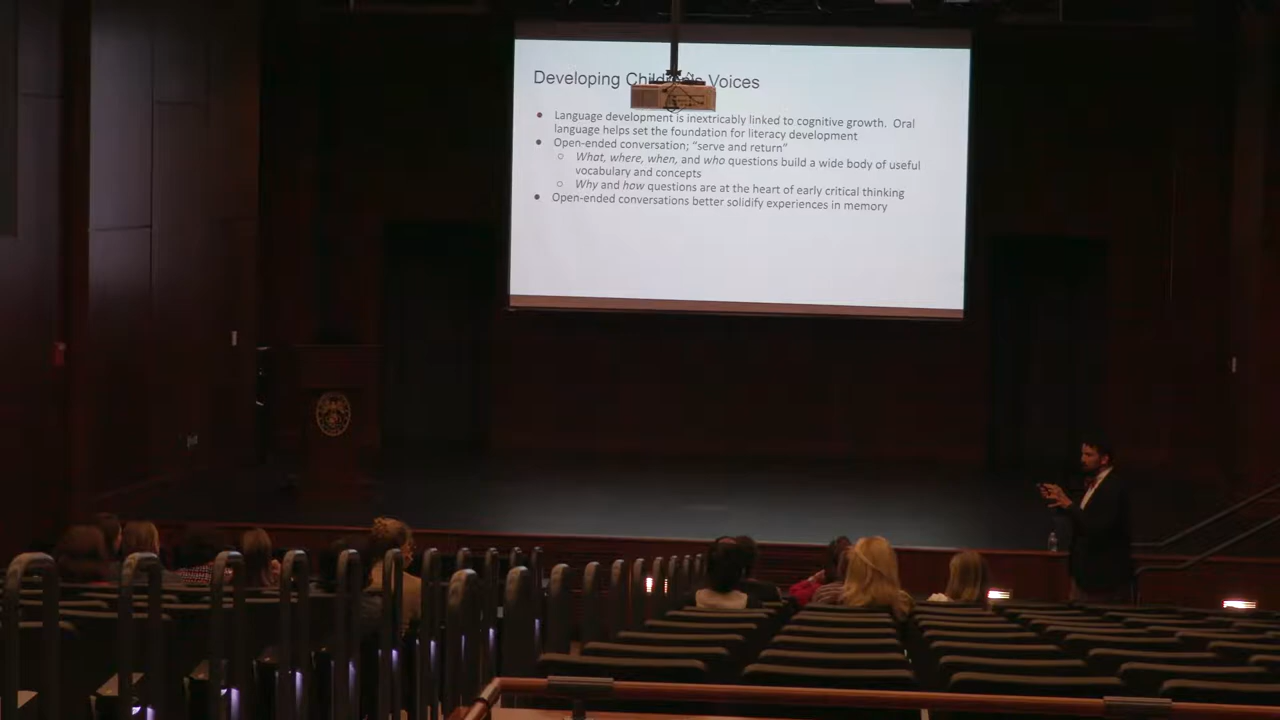 Developing Children's Voices
● Language development is inextricably linked to cognitive growth. Oral
language helps set the foundation for literacy development
● Open-ended conversation; “serve and return”
○ What, where, when, and who questions build a wide body of useful
vocabulary and concepts
○ Why and how questions are at the heart of early critical thinking
● Open-ended conversations better solidify experiences in memory